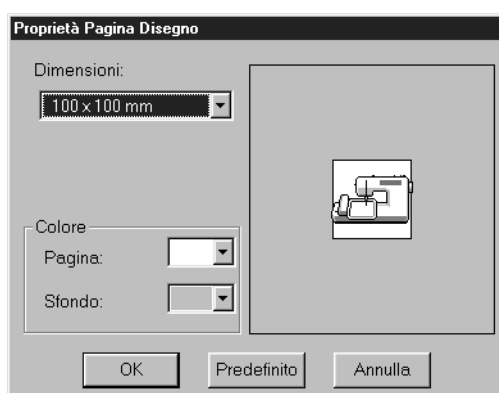 Proprietà Pagina Disegno
Dimensioni:
100 x 100 mm
Colore
Pagina:
Sfondo:
OK Predefinito Annulla